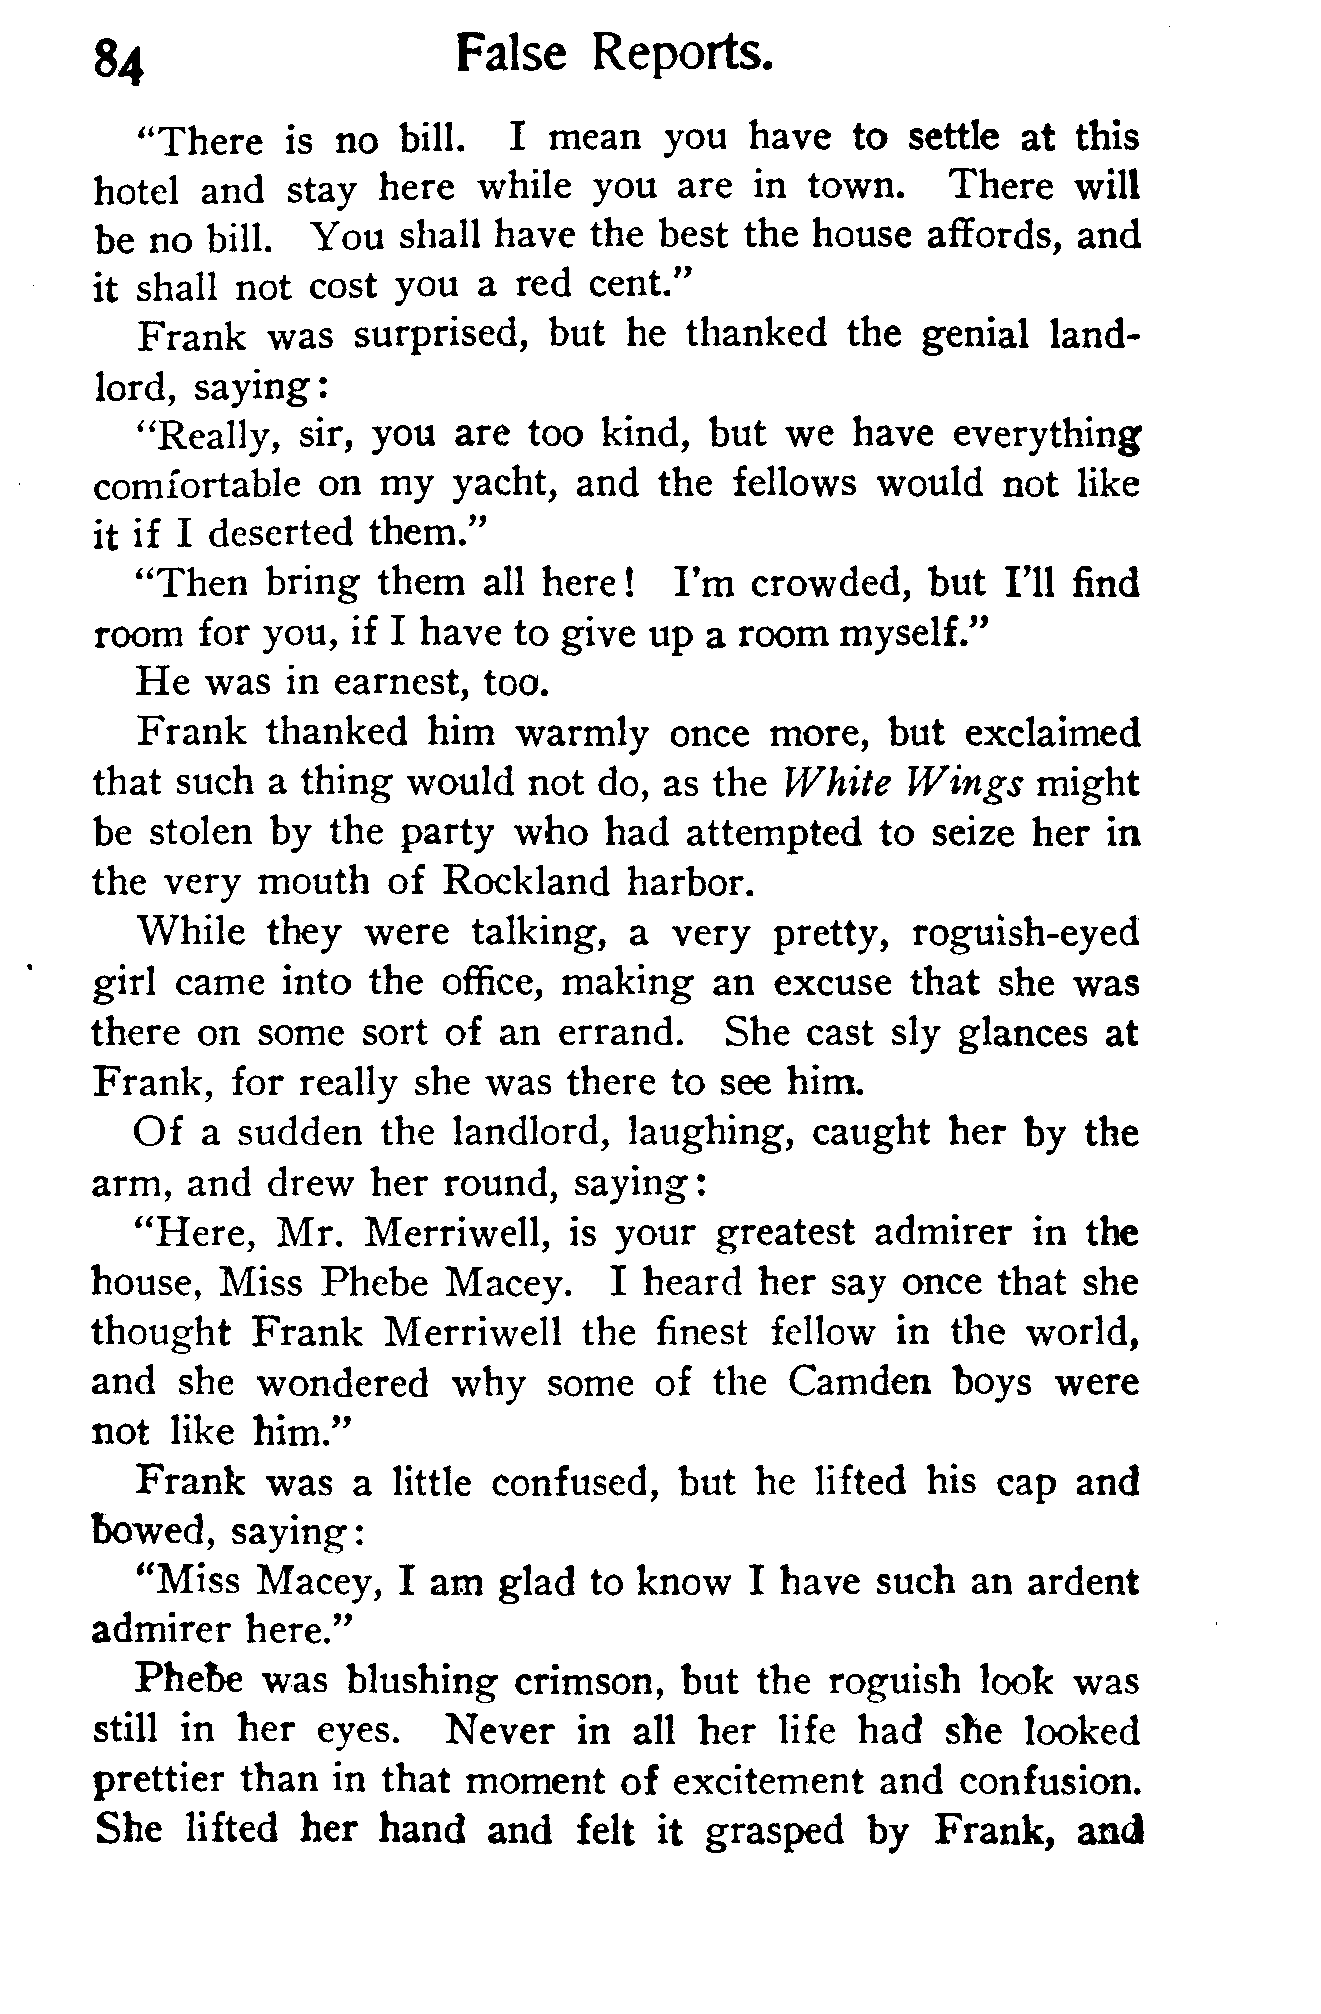 84 False Reports.
“There is no bill. I mean you have to settle at this
hotel and stay here while you are in town. There will
be no bill. You shall have the best the house affords, and
it shall not cost you a red cent.”
Frank was surprised, but he thanked the genial land-
lord, saying:
“Really, sir, you are too kind, but we have everything
comfortable on my yacht, and the fellows would not like
it if I deserted them.”
“Then bring them all here! I’m crowded, but I’ll find
room for you, if I have to give up a room myself.”
He was in earnest, too.
Frank thanked him warmly once more, but exclaimed
that such a thing would not do, as the White Wings might
be stolen by the party who had attempted to seize her in
the very mouth of Rockland harbor.
While they were talking, a very pretty, roguish-eyed
girl came into the office, making an excuse that she was
there on some sort of an errand. She cast sly glances at
Frank, for really she was there to see him.
Of a sudden the landlord, laughing, caught her by the
arm, and drew her round, saying:
“Here, Mr. Merriwell, is your greatest admirer in the
house, Miss Phebe Macey. I heard her say once that she
thought Frank Merriwell the finest fellow in the world,
and she wondered why some of the Camden boys were
not like him.”
Frank was a little confused, but he lifted his cap and
bowed, saying:
“Miss Macey, I am glad to know I have such an ardent
admirer here.”
Phebe was blushing crimson, but the roguish look was
still in her eyes. Never in all her life had she looked
prettier than in that moment of excitement and confusion.
She lifted her hand and felt it grasped by Frank, and